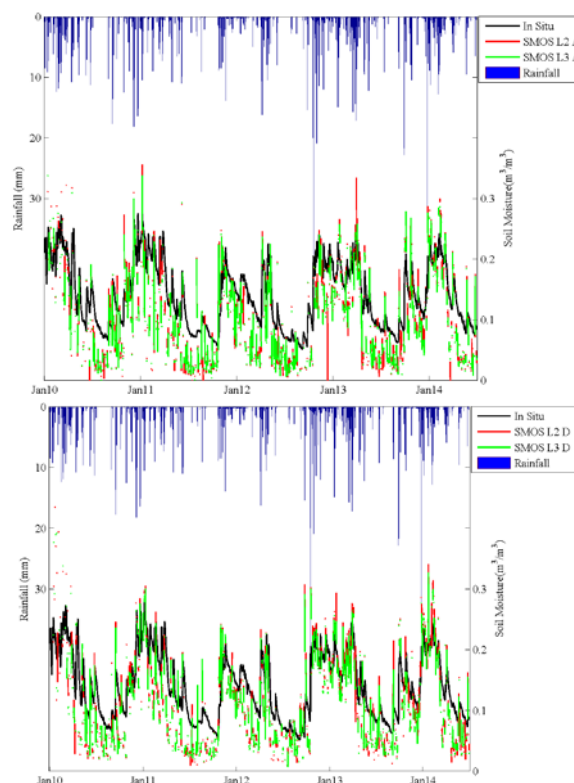 0
10
20
30
Rainfall (mm)
In Situ
SMOS L2 A
SMOS L3 A
Rainfall
0.3
0.2
0.1
0
Soil Moisture(m³/m³)
Jan10 Jan11 Jan12 Jan13 Jan14
0
10
20
30
Rainfall (mm)
In Situ
SMOS L2 D
SMOS L3 D
Rainfall
0.3
0.2
0.1
0
Soil Moisture(m³/m³)
Jan10 Jan11 Jan12 Jan13 Jan14